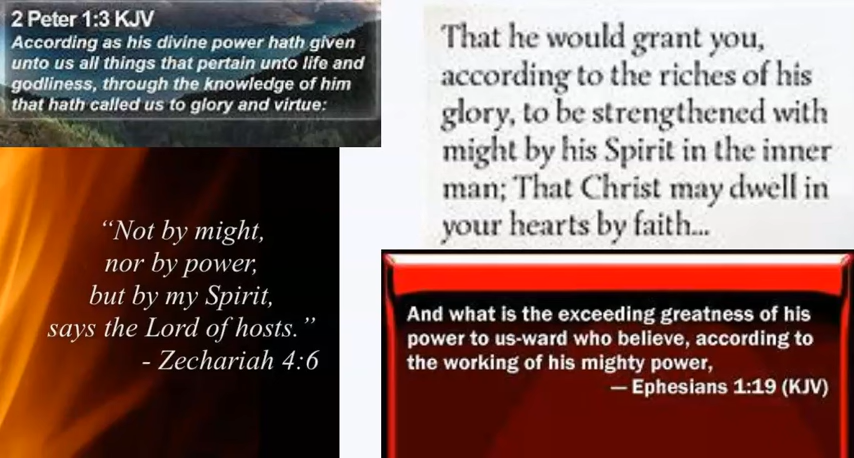 2 Peter 1:3 KJV
According as his divine power hath given
unto us all things that pertain unto life and
godliness, through the knowledge of him
that hath called us to glory and virtue:
That he would grant you,
according to the riches of his
glory, to be strengthened with
might by his Spirit in the inner
man; That Christ may dwell in
your hearts by faith...
“Not by might,
nor by power,
but by my Spirit,
says the Lord of hosts.”
- Zechariah 4:6
And what is the exceeding greatness of his
power to us-ward who believe, according to
the working of his mighty power,
— Ephesians 1:19 (KJV)